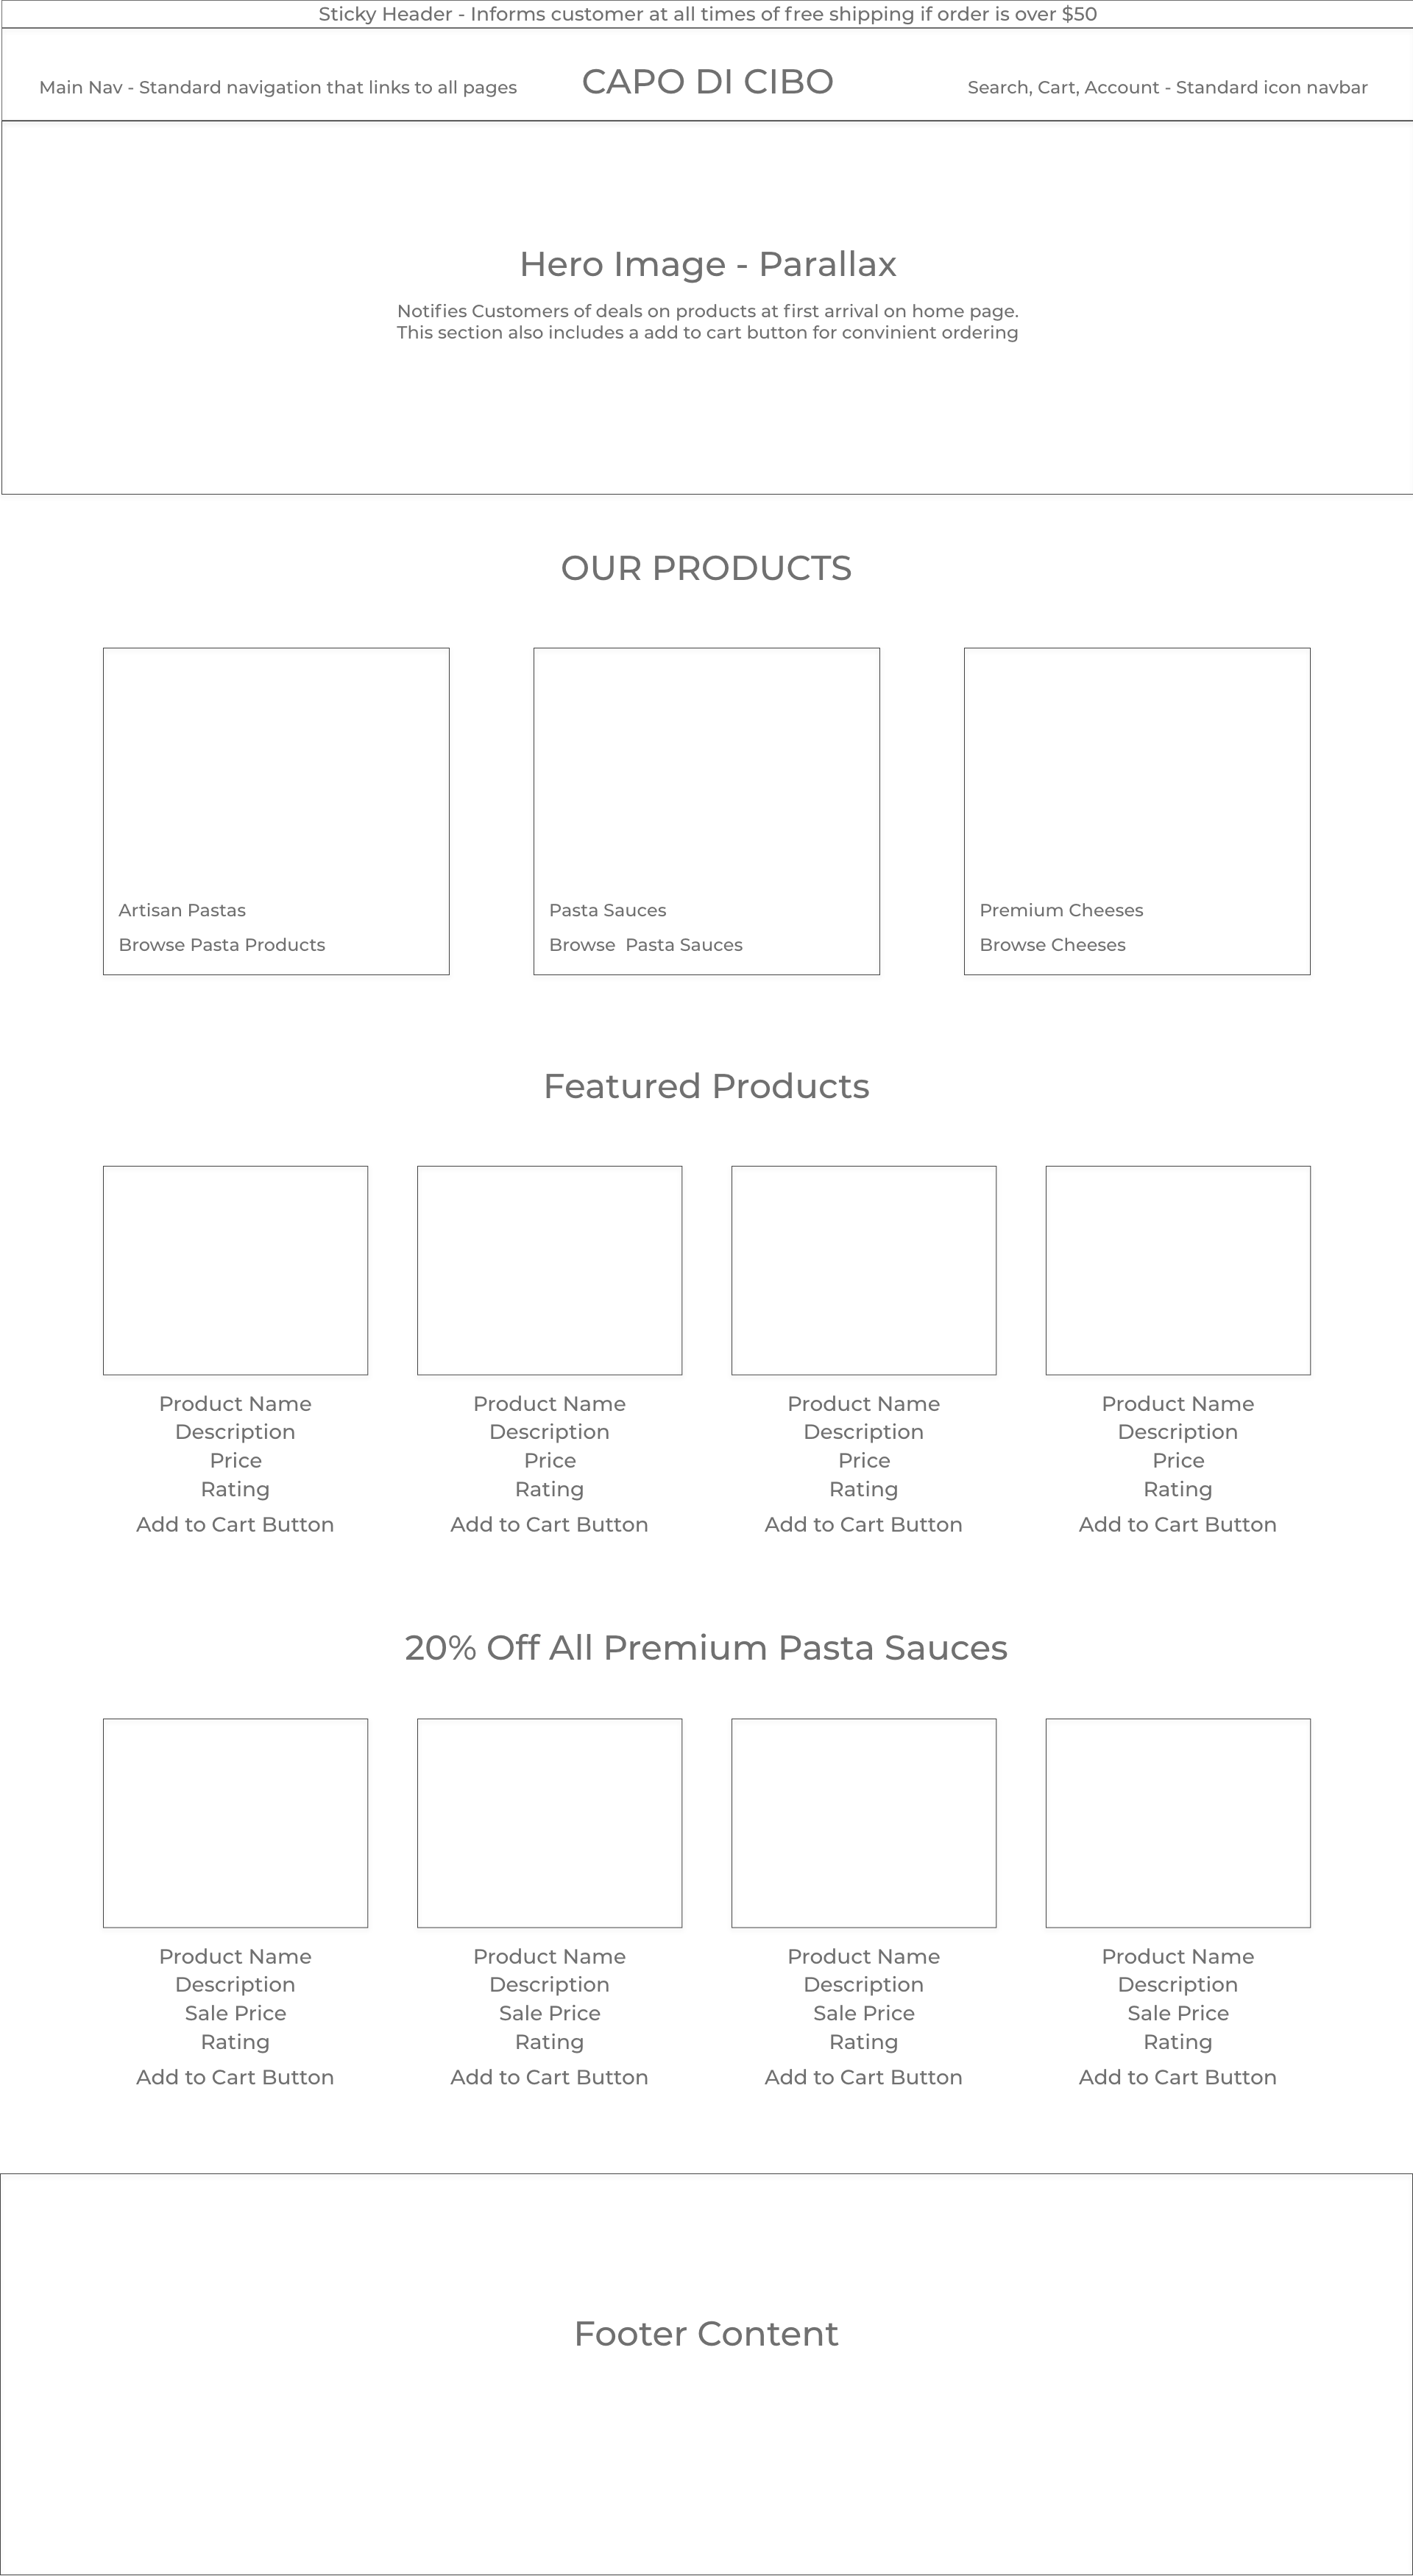 Sticky Header - Informs customer at all times of free shipping if order is over $50
Main Nav - Standard navigation that links to all pages
CAPO DI CIBO
Search, Cart, Account - Standard icon navbar
Hero Image - Parallax
Notifies Customers of deals on products at first arrival on home page.
This section also includes a add to cart button for convinient ordering
OUR PRODUCTS
Artisan Pastas
Browse Pasta Products
Pasta Sauces
Browse  Pasta Sauces
Premium Cheeses
Browse Cheeses
Featured Products
Product Name
Description
Price
Rating
Add to Cart Button
Product Name
Description
Price
Rating
Add to Cart Button
Product Name
Description
Price
Rating
Add to Cart Button
Product Name
Description
Price
Rating
Add to Cart Button
20% Off All Premium Pasta Sauces
Product Name
Description
Sale Price
Rating
Add to Cart Button
Product Name
Description
Sale Price
Rating
Add to Cart Button
Product Name
Description
Sale Price
Rating
Add to Cart Button
Product Name
Description
Sale Price
Rating
Add to Cart Button
Footer Content